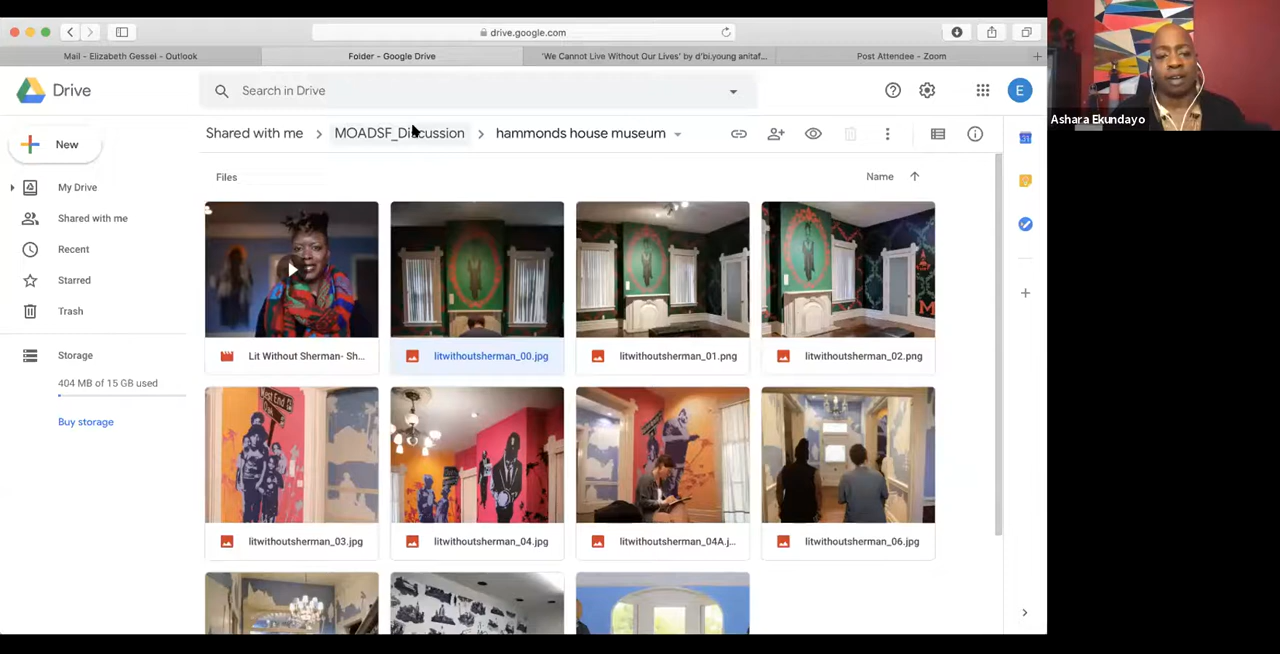 drive.google.com
Mail - Elizabeth Gessel - Outlook
Folder - Google Drive
'We Cannot Live Without Our Lives' by d'bi.young anitaf...
Post Attendee - Zoom
Drive
Search in Drive
E
Ashara Ekundayo
New
Shared with me
MOADSF_Discussion
hammonds house museum
Files
Name
My Drive
Shared with me
Recent
Starred
Trash
Storage
404 MB of 15 GB used
Buy storage
Lit Without Sherman- Sh...
litwithoutsherman_00.jpg
litwithoutsherman_01.png
litwithoutsherman_02.png
West End
litwithoutsherman_03.jpg
litwithoutsherman_04.jpg
litwithoutsherman_04A.j...
litwithoutsherman_06.jpg
31